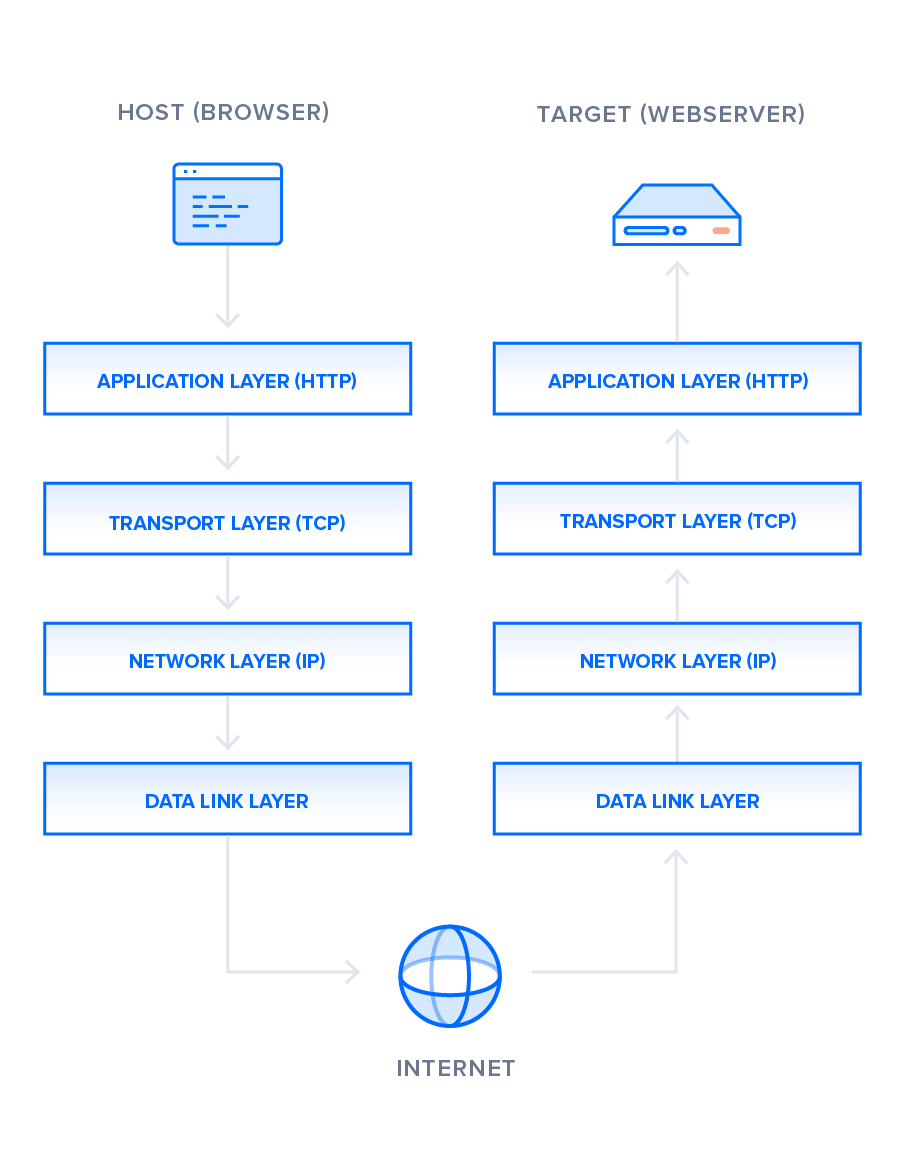 HOST (BROWSER)
TARGET (WEBSERVER)
APPLICATION LAYER (HTTP)
APPLICATION LAYER (HTTP)
TRANSPORT LAYER (TCP)
TRANSPORT LAYER (TCP)
NETWORK LAYER (IP)
NETWORK LAYER (IP)
DATA LINK LAYER
DATA LINK LAYER
INTERNET